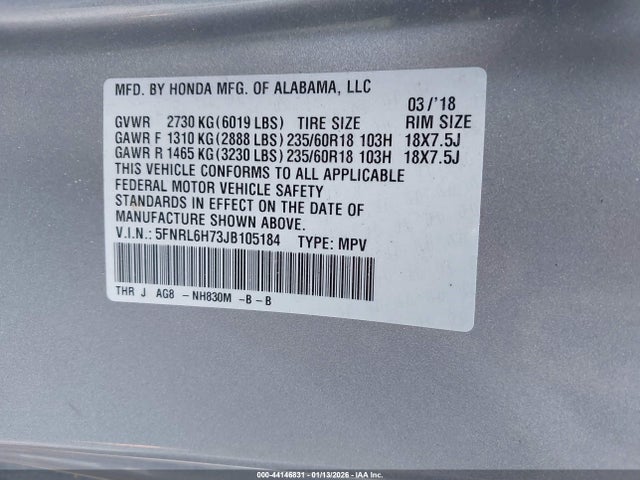 MFD. BY HONDA MFG. OF ALABAMA, LLC
03/'18
GVWR 2730 KG(6019 LBS) TIRE SIZE RIM SIZE
GAWR F 1310 KG(2888 LBS) 235/60R18 103H 18X7.5J
GAWR R 1465 KG(3230 LBS) 235/60R18 103H 18X7.5J
THIS VEHICLE CONFORMS TO ALL APPLICABLE
FEDERAL MOTOR VEHICLE SAFETY
STANDARDS IN EFFECT ON THE DATE OF
MANUFACTURE SHOWN ABOVE.
V.I.N.: 5FNRL6H73JB105184 TYPE: MPV
THR J AG8 -NH830M -B-B
000-44146831 - 01/13/2026 - IAAI Inc.